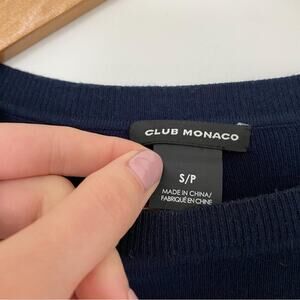 CLUB MONACO
S/P
MADE IN CHINA/
FABRIQUÉ EN CHINE